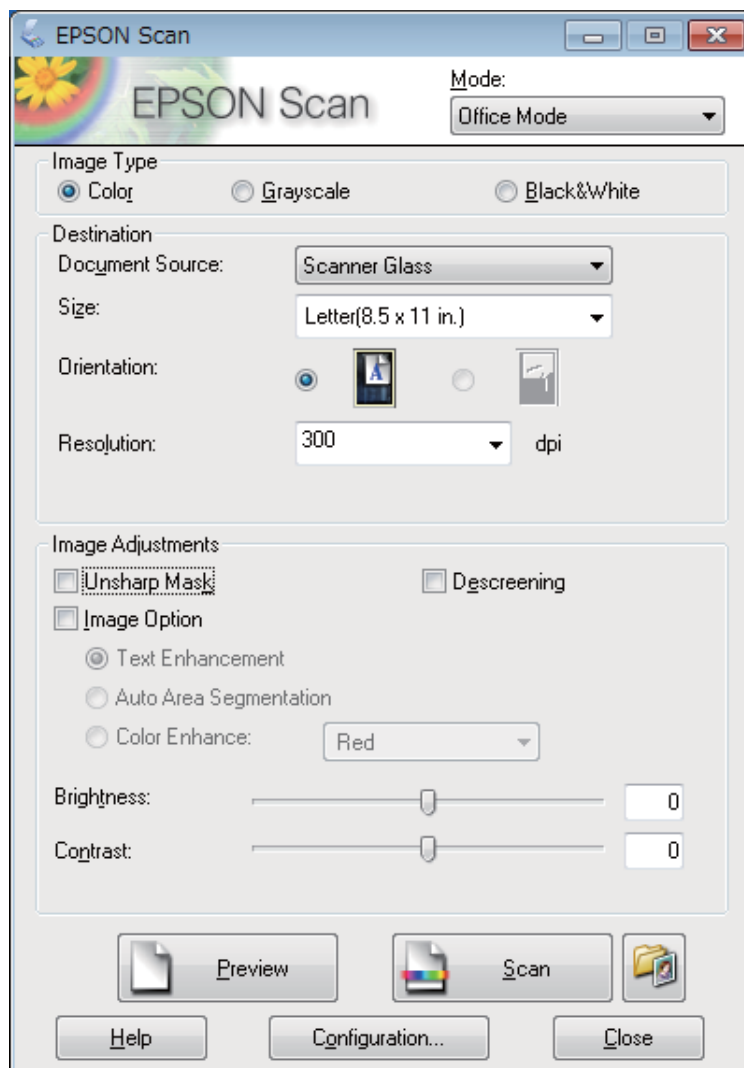 EPSON Scan
EPSON Scan
Mode:
Office Mode
Image Type
Color Grayscale Black&White
Destination
Document Source: Scanner Glass
Size: Letter(8.5 x 11 in.)
Orientation: A
Resolution: 300 dpi
Image Adjustments
Unsharp Mask Descreening
Image Option
Text Enhancement
Auto Area Segmentation
Color Enhance: Red
Brightness: 0
Contrast: 0
Preview Scan
Help Configuration... Close